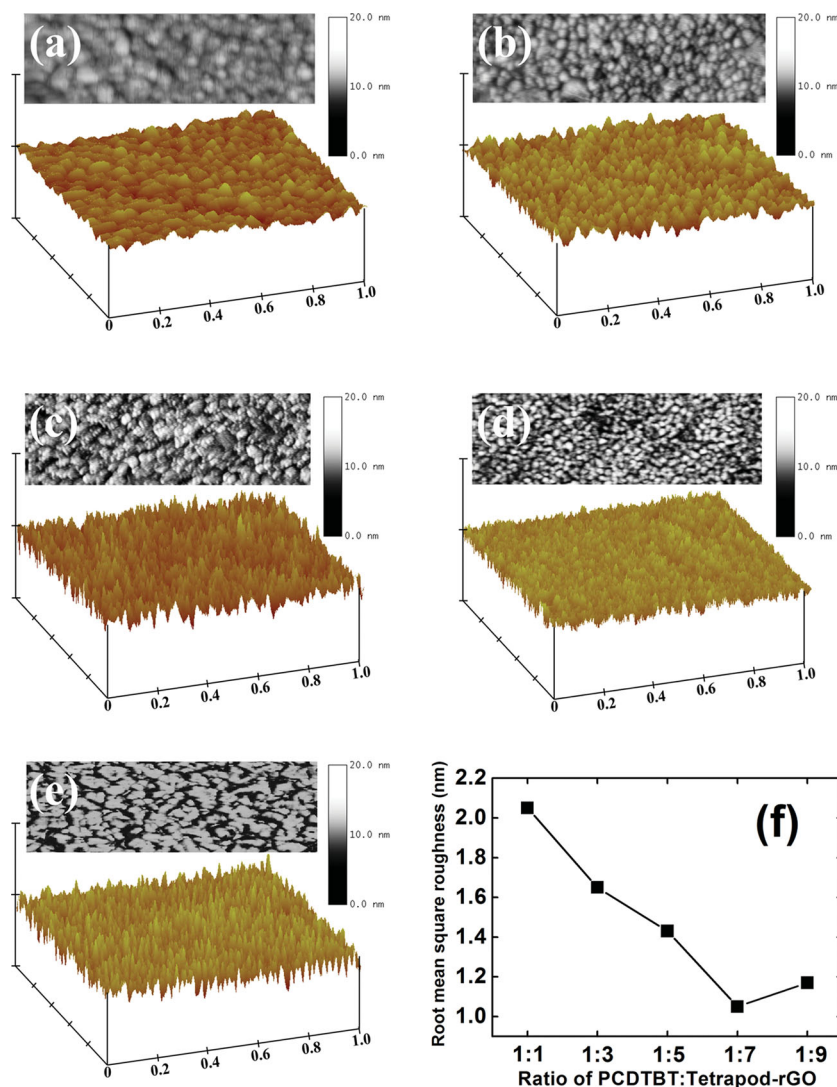 (a)
20.0 nm
10.0 nm
0.0 nm
0 0.2 0.4 0.6 0.8 1.0
(b)
20.0 nm
10.0 nm
0.0 nm
0 0.2 0.4 0.6 0.8 1.0
(c)
20.0 nm
10.0 nm
0.0 nm
0 0.2 0.4 0.6 0.8 1.0
(d)
20.0 nm
10.0 nm
0.0 nm
0 0.2 0.4 0.6 0.8 1.0
(e)
20.0 nm
10.0 nm
0.0 nm
0 0.2 0.4 0.6 0.8 1.0
(f)
Root mean square roughness (nm)
2.2
2.0
1.8
1.6
1.4
1.2
1.0
1:1 1:3 1:5 1:7 1:9
Ratio of PCDTBT:Tetrapod-rGO